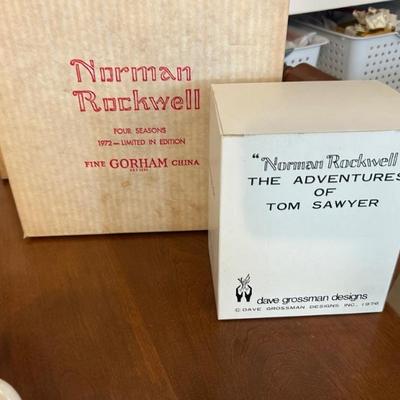 Norman
Rockwell
FOUR SEASONS
1972 — LIMITED IN EDITION
FINE GORHAM CHINA
"Norman Rockwell
THE ADVENTURES
OF
TOM SAWYER
dave grossman designs
© DAVE GROSSMAN DESIGNS INC. 1976